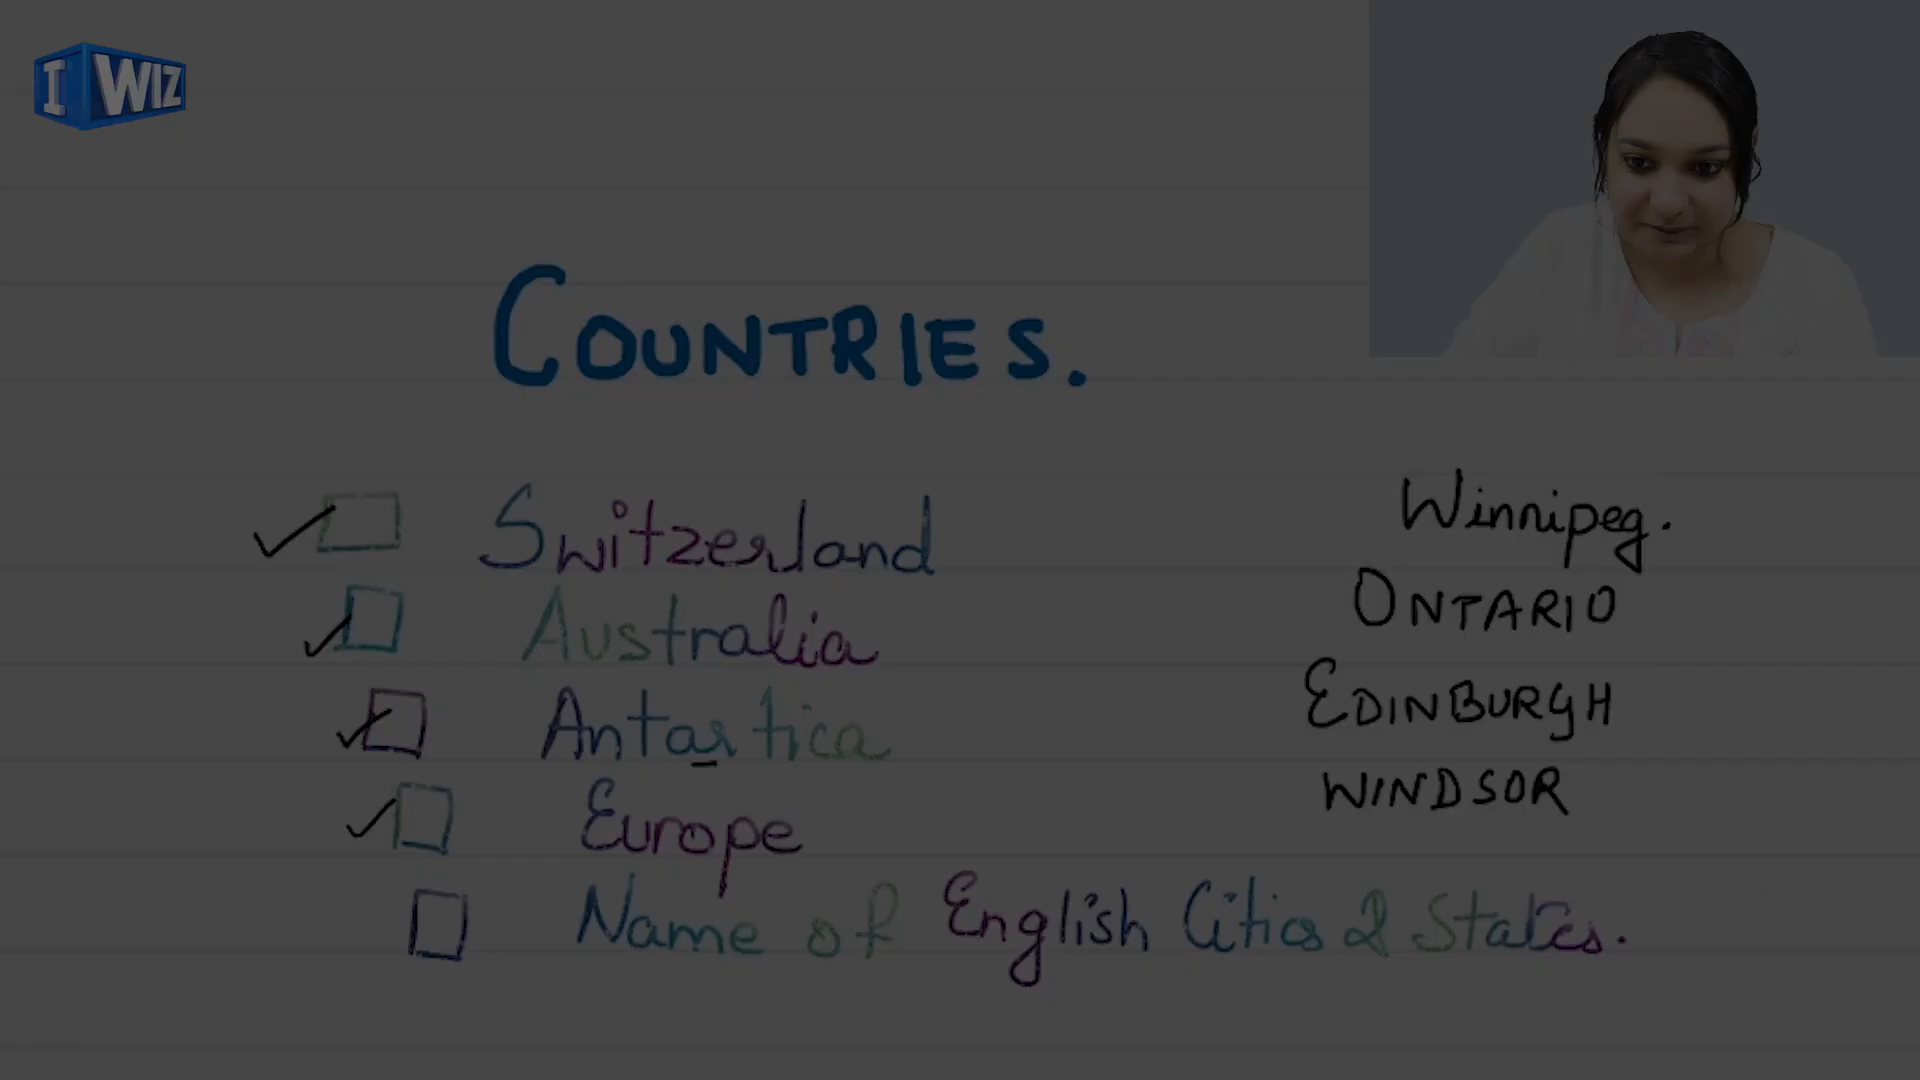 I WIZ
COUNTRIES.
Switzerland
Australia
Antartica
Europe
Name of English Cities & States.
Winnipeg.
ONTARIO
EDINBURGH
WINDSOR